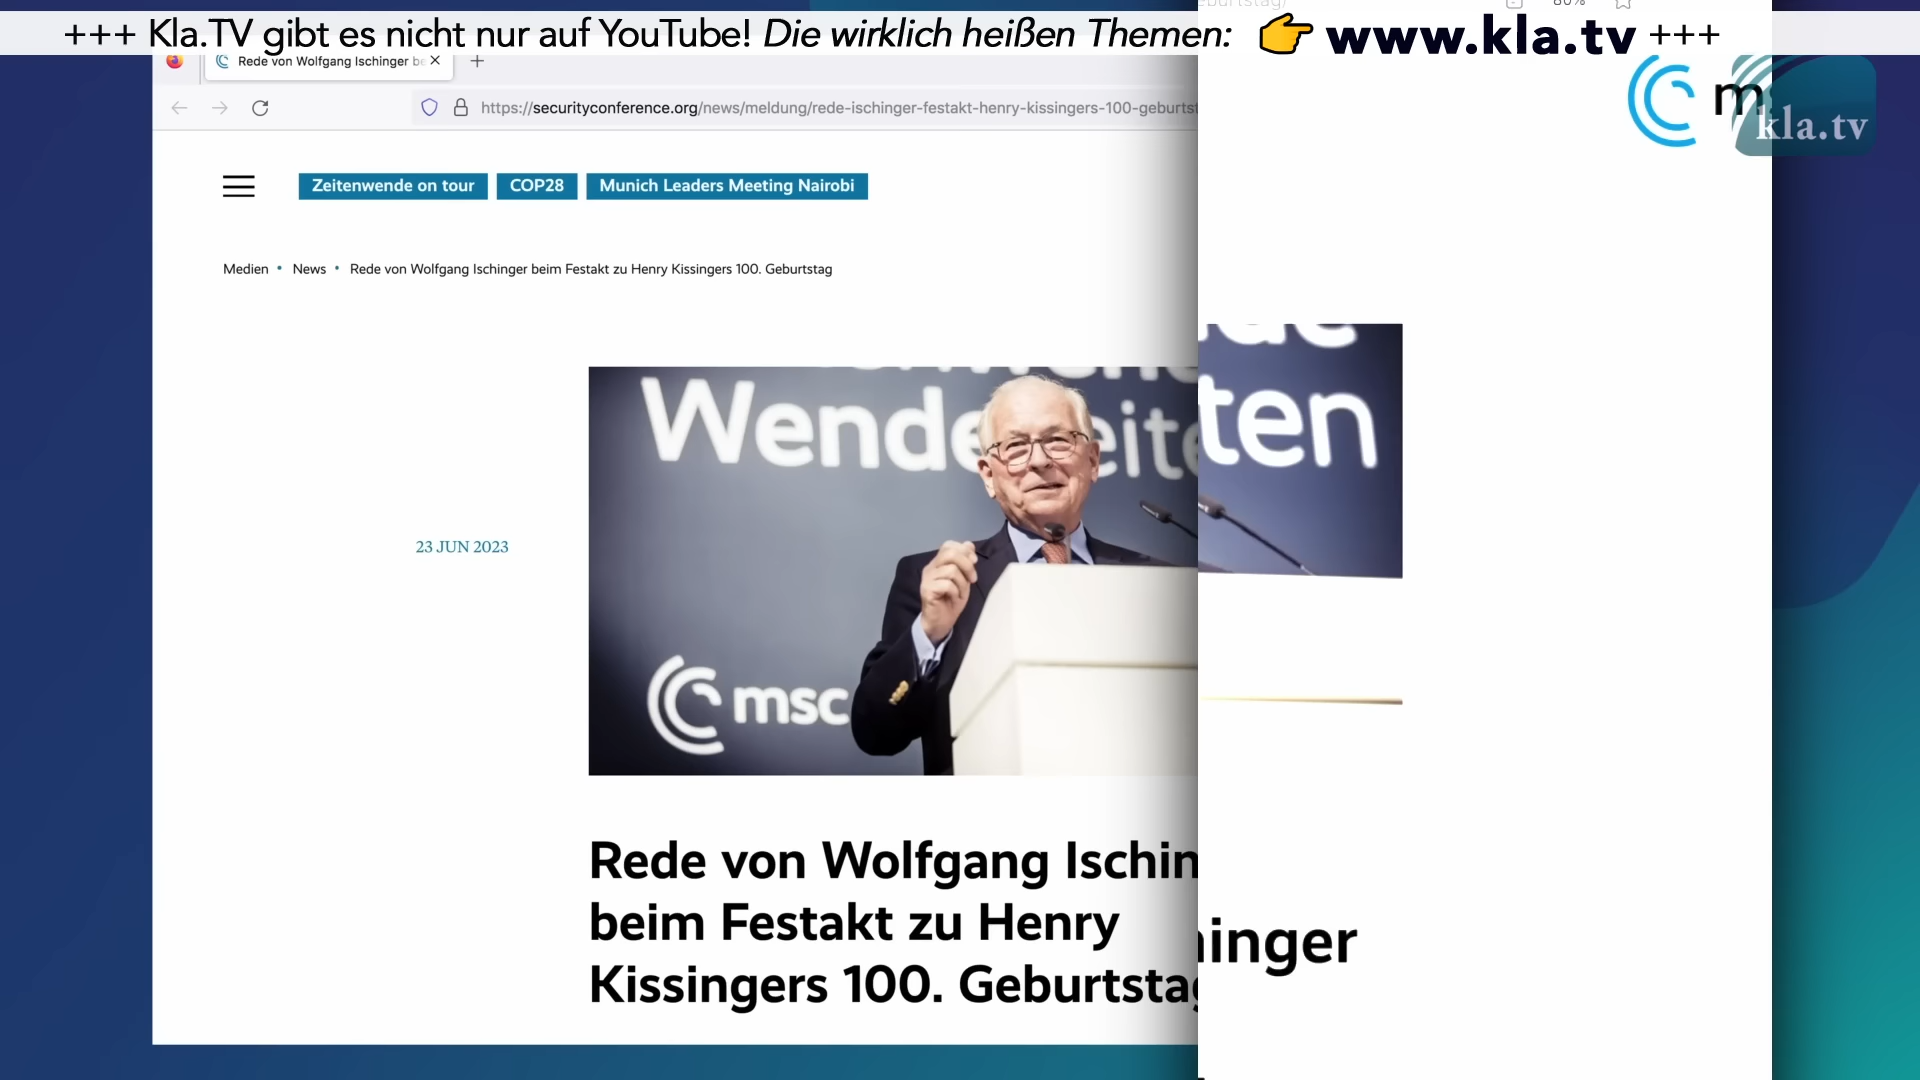 +++ Kla.TV gibt es nicht nur auf YouTube! Die wirklich heißen Themen: 👉 www.kla.tv +++
Rede von Wolfgang Ischinger be
https://securityconference.org/news/meldung/rede-ischinger-festakt-henry-kissingers-100-geburtst
m
kla.tv
Zeitenwende on tour
COP28
Munich Leaders Meeting Nairobi
Medien • News • Rede von Wolfgang Ischinger beim Festakt zu Henry Kissingers 100. Geburtstag
Wende eite
ten
23 JUN 2023
msc
Rede von Wolfgang Ischin
beim Festakt zu Henry
inger
Kissingers 100. Geburtstag